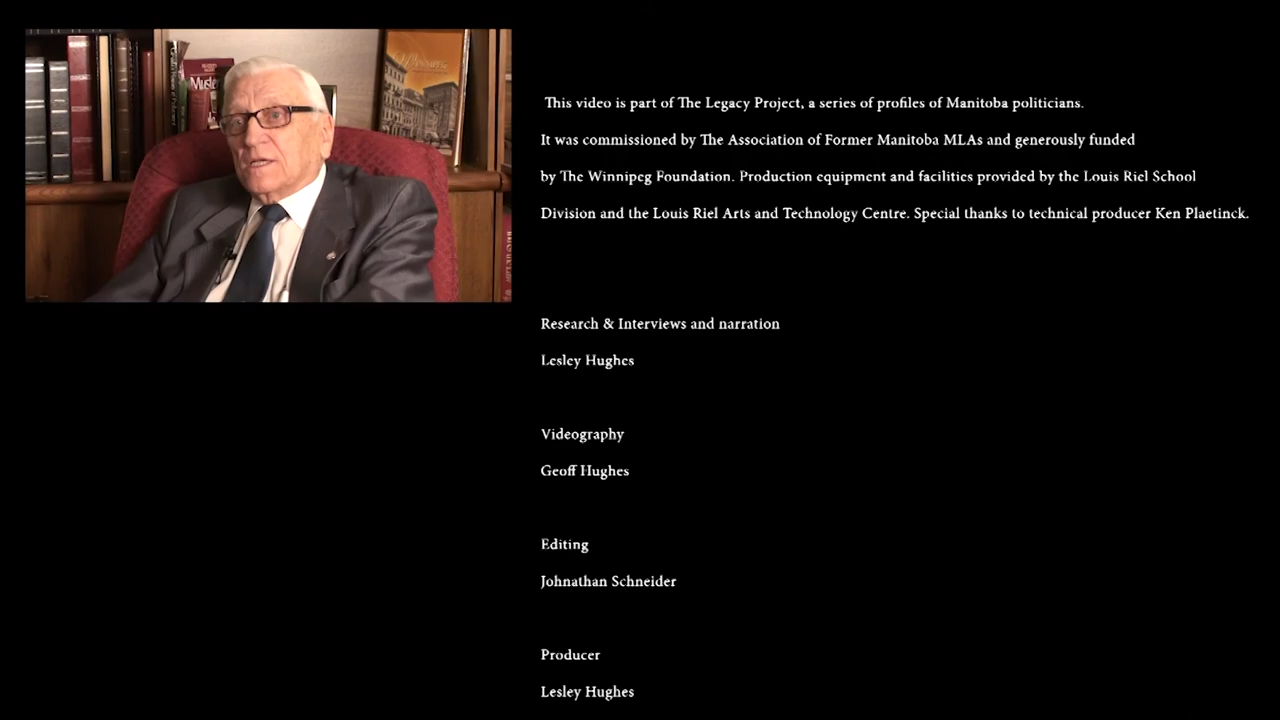 Muste
Winnipeg
This video is part of The Legacy Project, a series of profiles of Manitoba politicians.
It was commissioned by The Association of Former Manitoba MLAs and generously funded
by The Winnipeg Foundation. Production equipment and facilities provided by the Louis Riel School
Division and the Louis Riel Arts and Technology Centre. Special thanks to technical producer Ken Plaetinck.
Research & Interviews and narration
Lesley Hughes
Videography
Geoff Hughes
Editing
Johnathan Schneider
Producer
Lesley Hughes